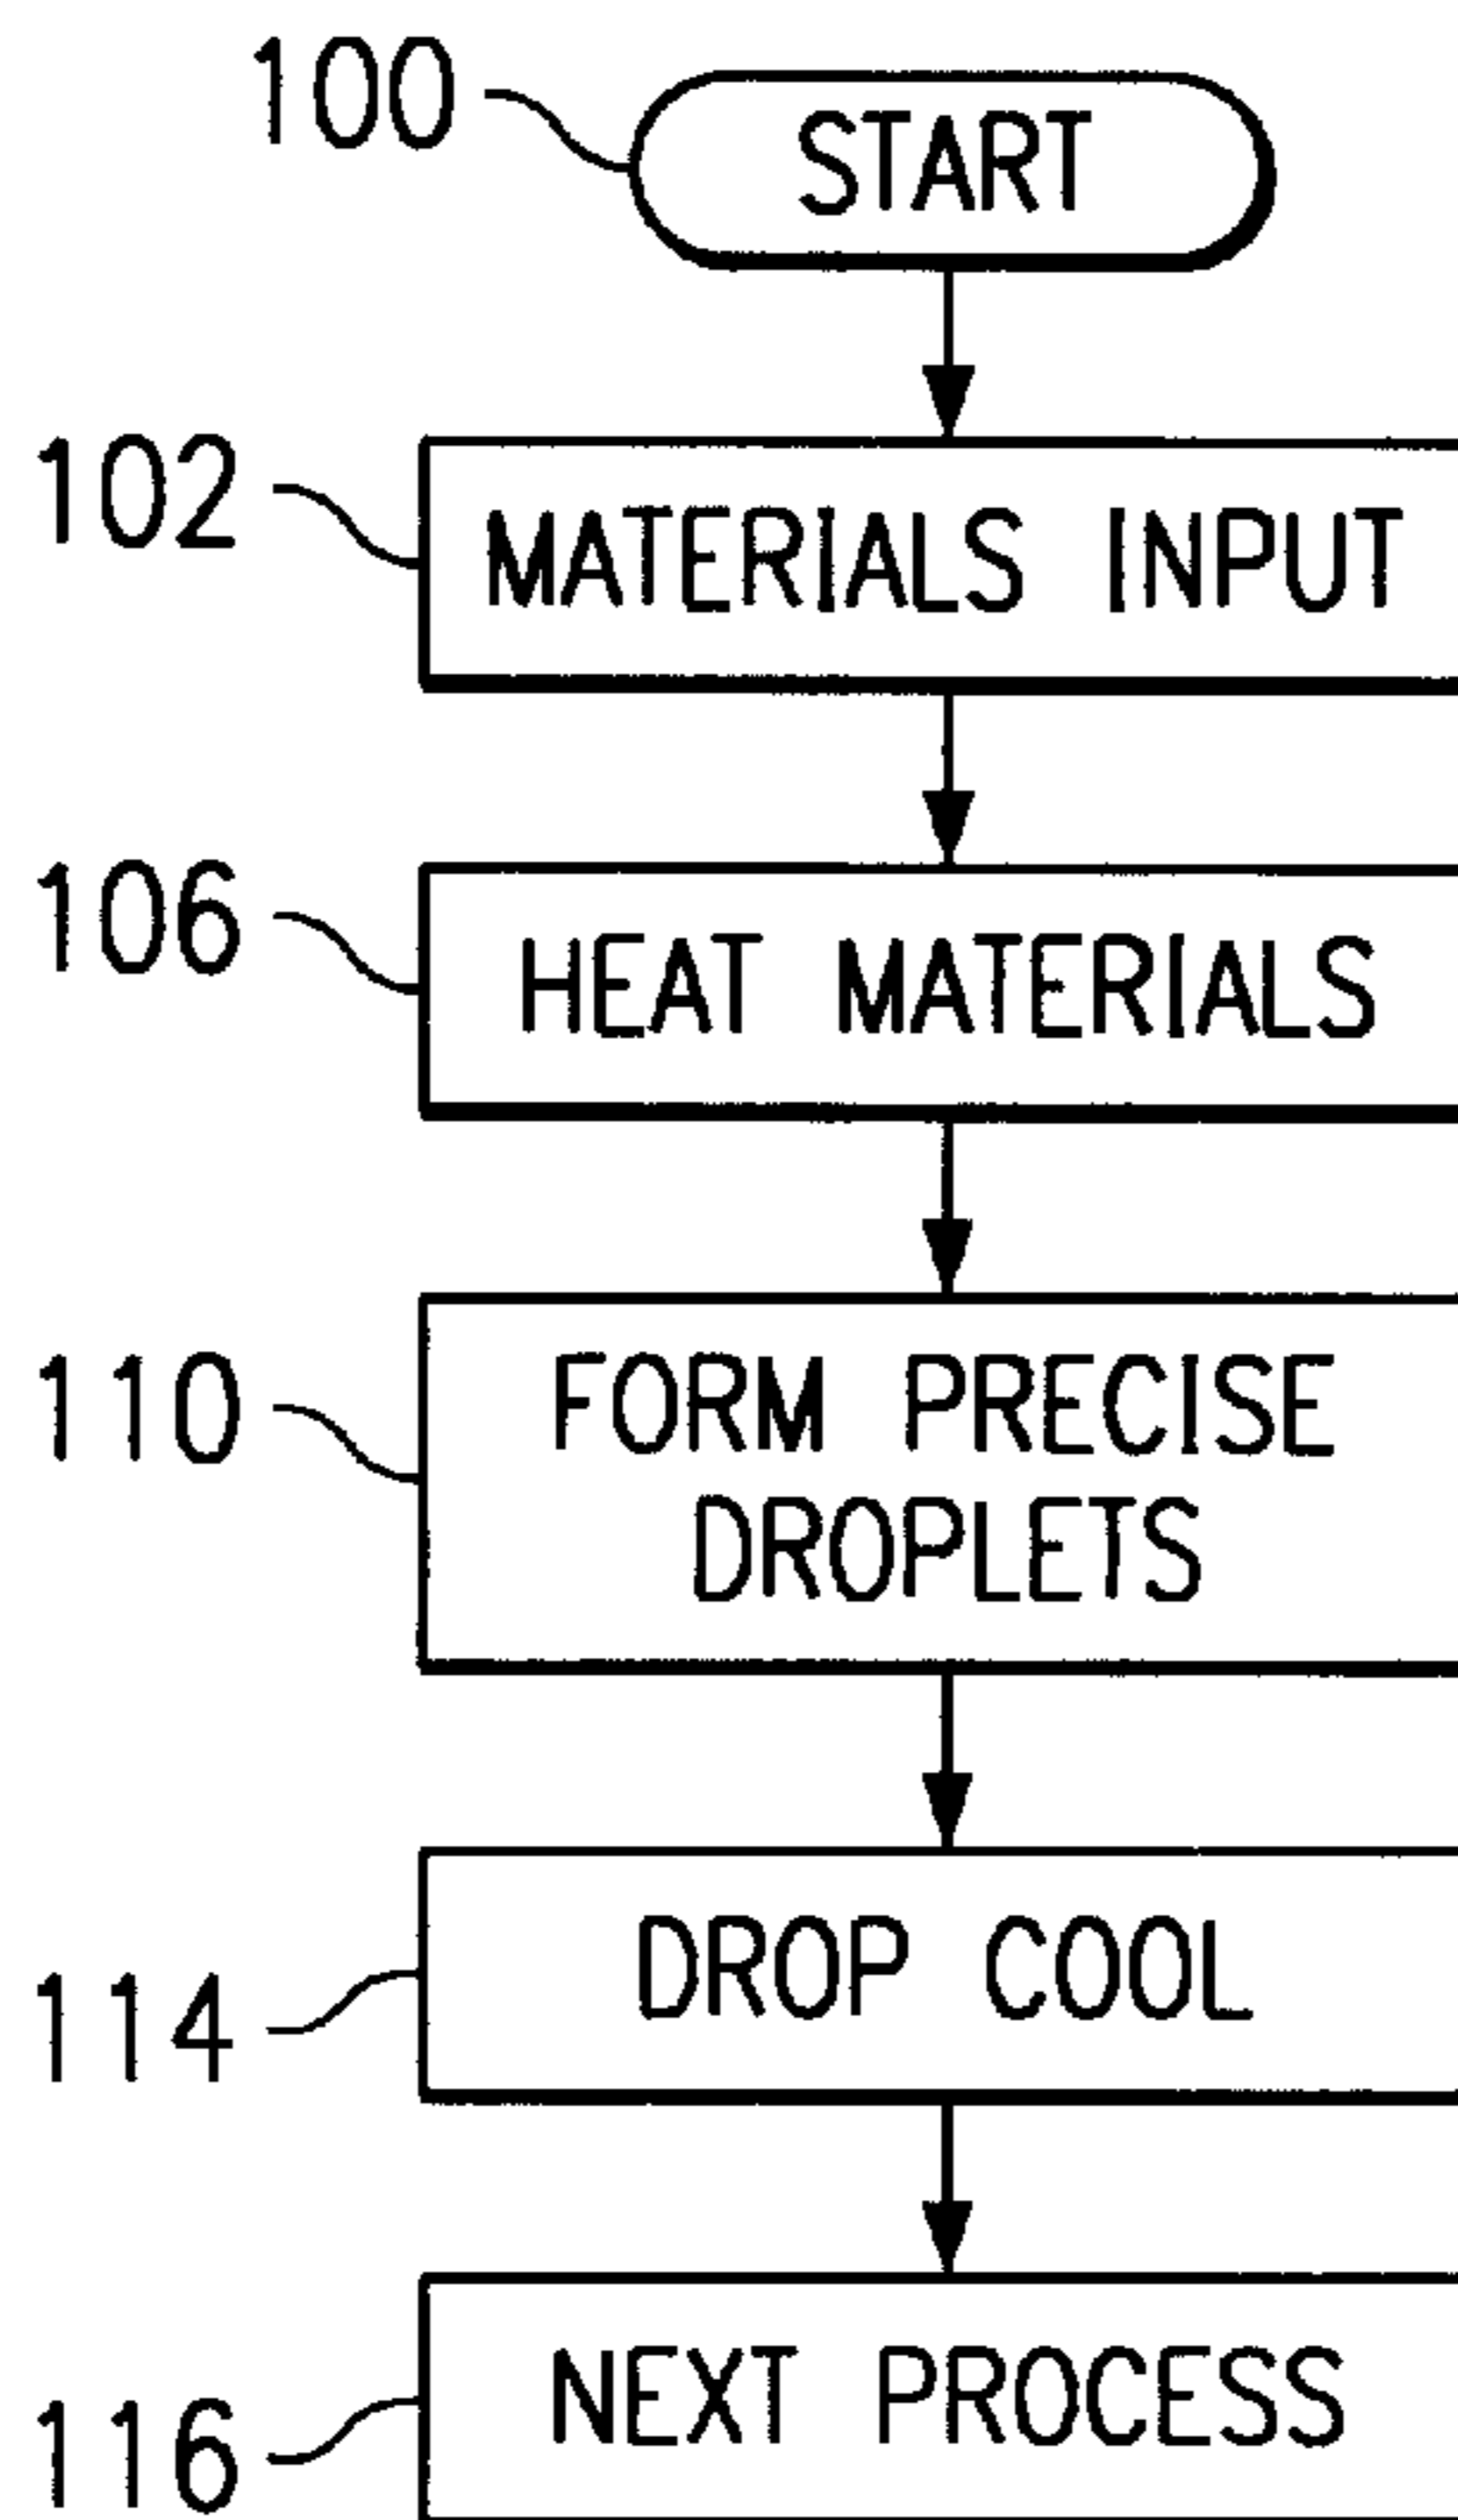 100
START
102
MATERIALS INPUT
106
HEAT MATERIALS
110
FORM PRECISE
DROPLETS
114
DROP COOL
116
NEXT PROCESS